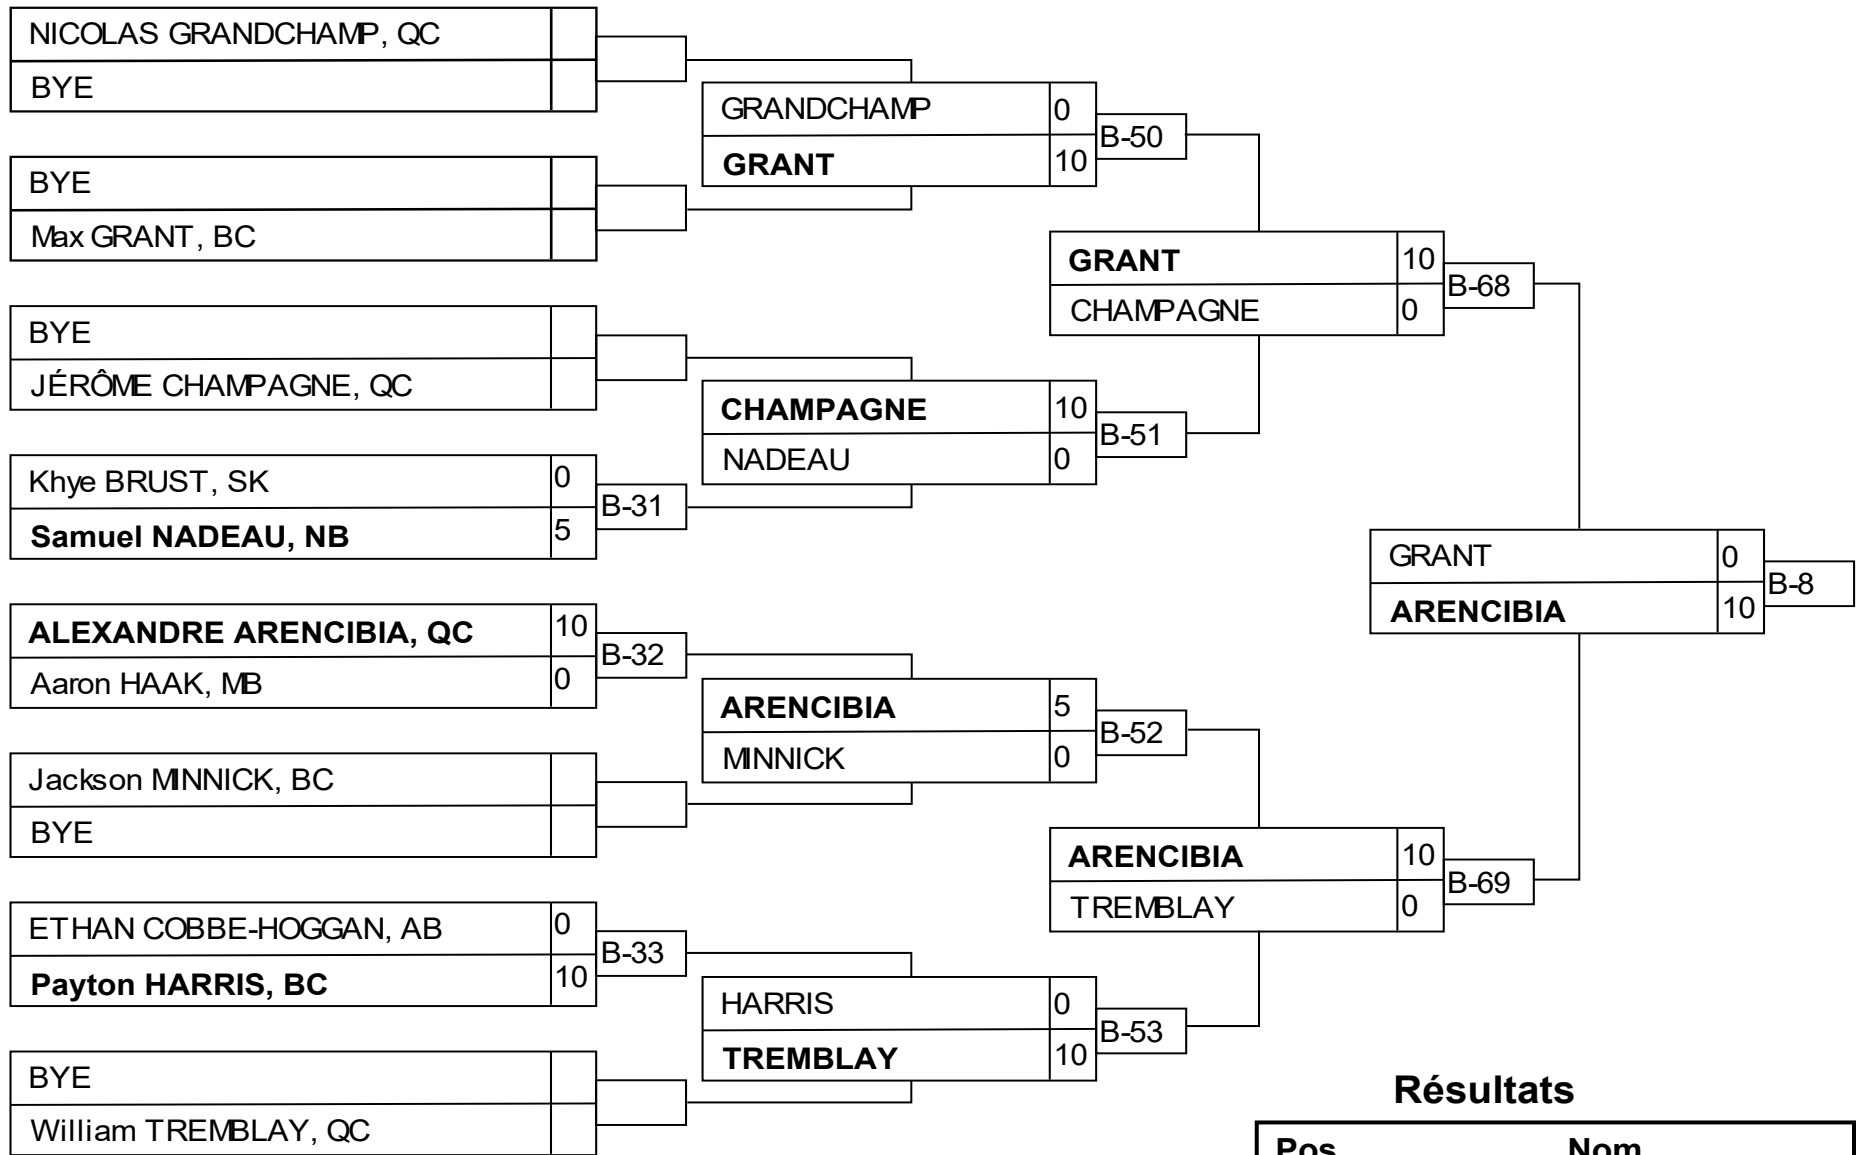 NICOLAS GRANDCHAMP, QC
BYE
BYE
Max GRANT, BC
BYE
JÉRÔME CHAMPAGNE, QC
Khye BRUST, SK 0
Samuel NADEAU, NB 5
B-31
ALEXANDRE ARENCIBIA, QC 10
Aaron HAAK, MB 0
B-32
Jackson MINNICK, BC
BYE
ETHAN COBBE-HOGGAN, AB 0
Payton HARRIS, BC 10
B-33
BYE
William TREMBLAY, QC
GRANDCHAMP 0
GRANT 10
B-50
CHAMPAGNE 10
NADEAU 0
B-51
ARENCIBIA 5
MINNICK 0
B-52
HARRIS 0
TREMBLAY 10
B-53
GRANT 10
CHAMPAGNE 0
B-68
ARENCIBIA 10
TREMBLAY 0
B-69
GRANT 0
ARENCIBIA 10
B-8
Résultats
Pos Nom